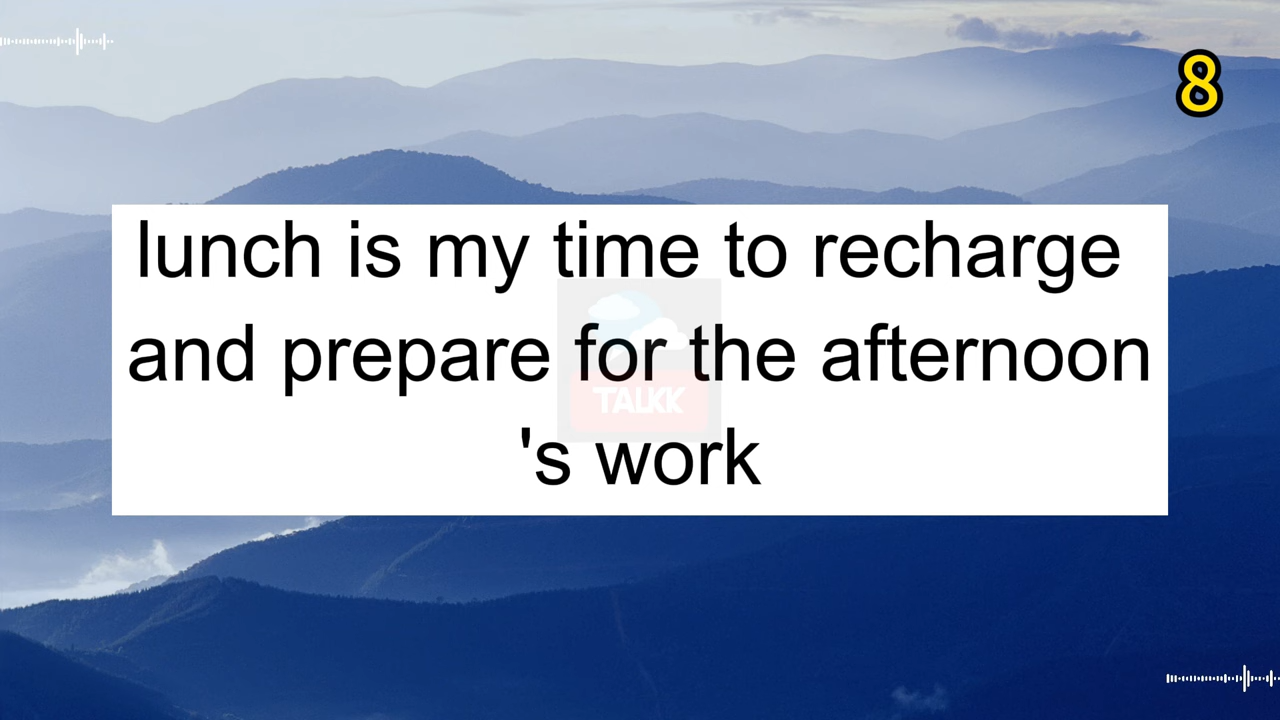 8
lunch is my time to recharge
and prepare for the afternoon
's work
TALKK